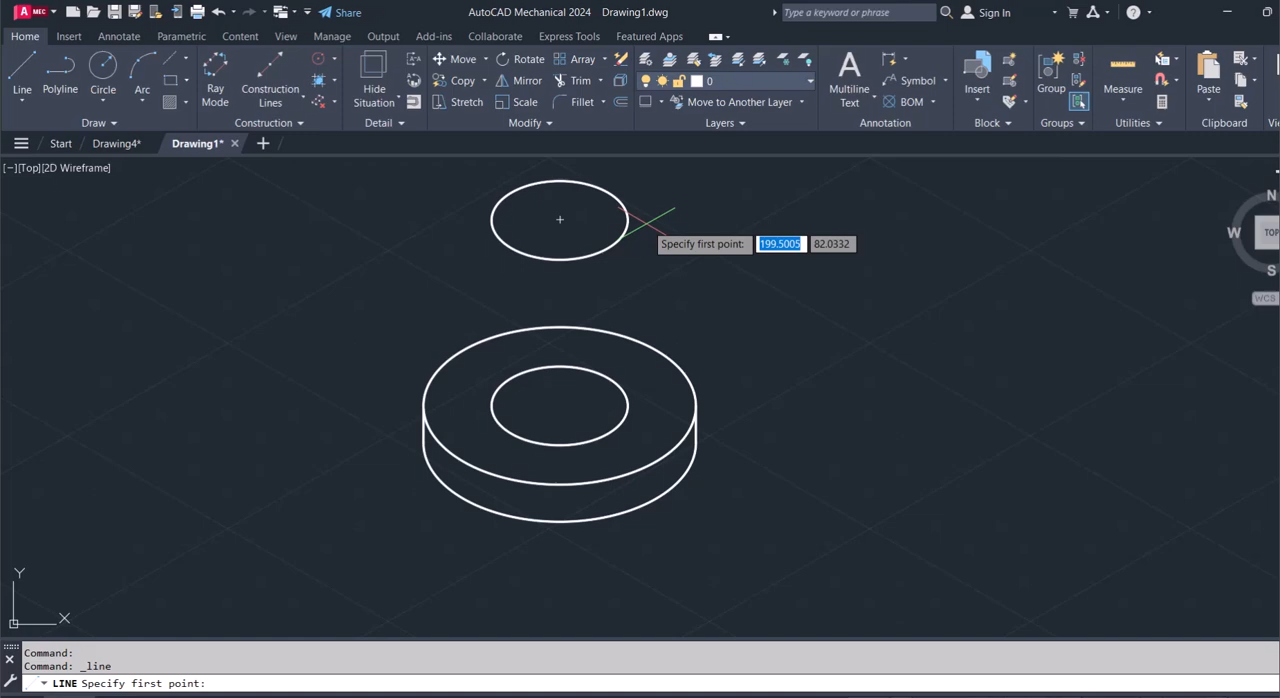 A MEC Share AutoCAD Mechanical 2024 Drawing1.dwg Type a keyword or phrase Sign In ?
Home Insert Annotate Parametric Content View Manage Output Add-ins Collaborate Express Tools Featured Apps
Line Polyline Circle Arc
Draw
Ray Mode
Construction Lines
Construction
Hide Situation
Detail
Move Rotate Array
Copy Mirror Trim
Stretch Scale Fillet
Modify
0
Move to Another Layer
Layers
A
Multiline Text
Symbol
BOM
Annotation
Insert
Block
Group
Groups
Measure
Utilities
Paste
Clipboard
Start Drawing4* Drawing1*
[−][Top][2D Wireframe]
N
W TOP
S
WCS
Specify first point: 199.5005 82.0332
Y
X
Command:
Command: _line
LINE Specify first point: